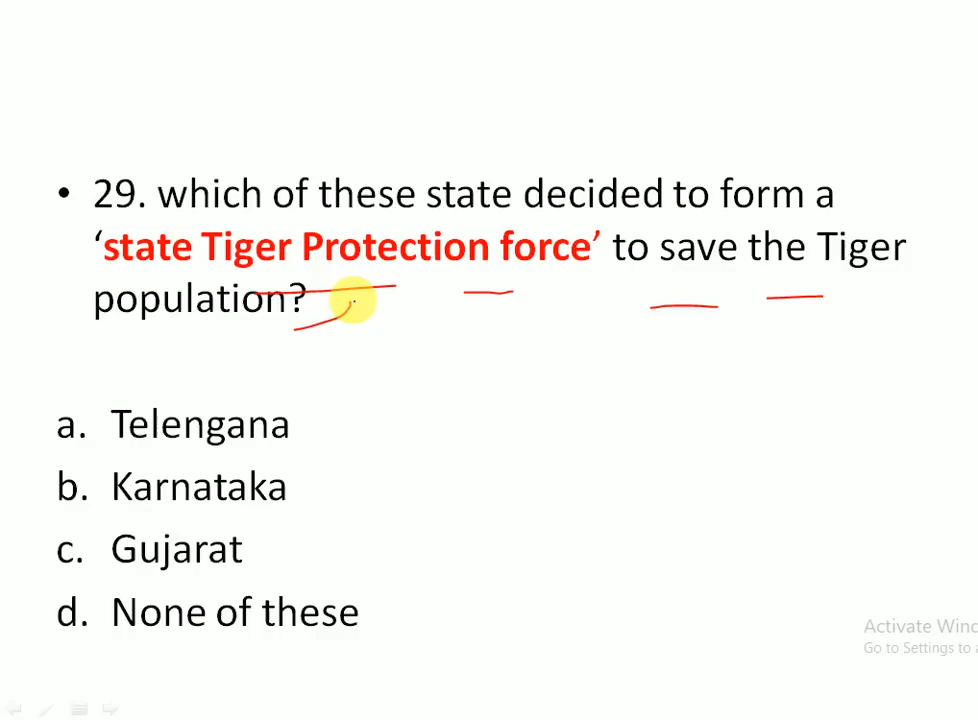 • 29. which of these state decided to form a
‘state Tiger Protection force’ to save the Tiger
population?
a. Telengana
b. Karnataka
c. Gujarat
d. None of these
Activate Winc
Go to Settings to a